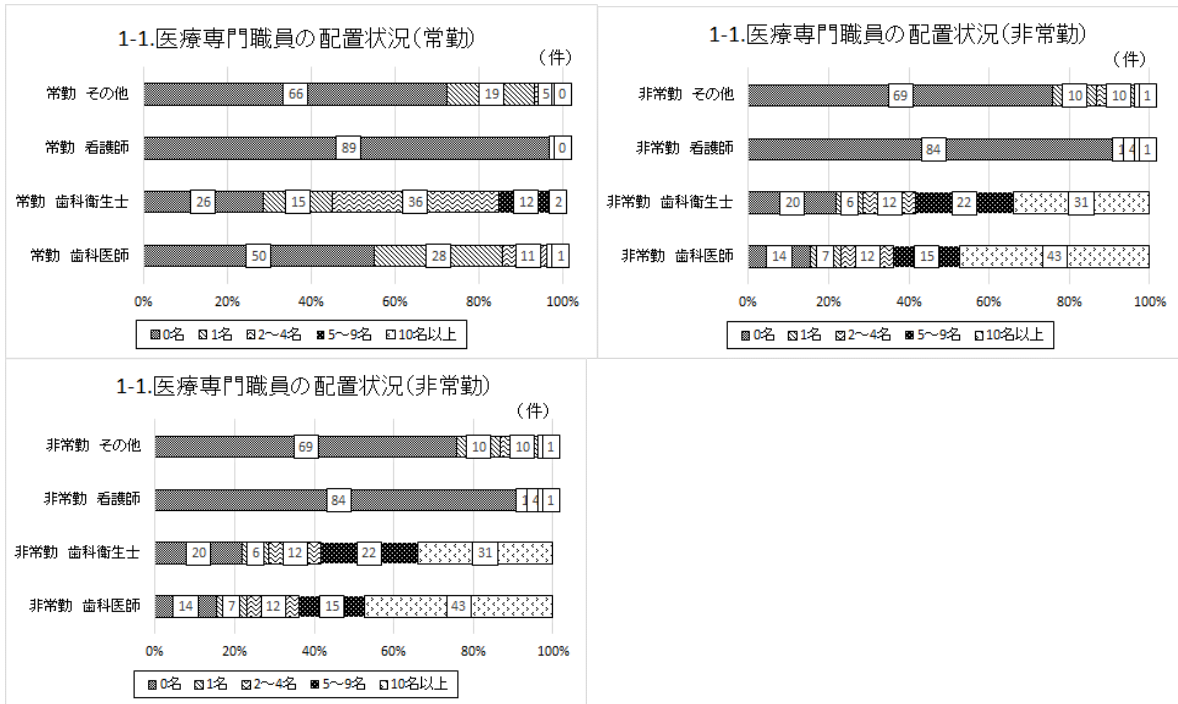 1-1.医療専門職員の配置状況(常勤)
(件)
常勤 その他
66 19 5 0
常勤 看護師
89 0
常勤 歯科衛生士
26 15 36 12 2
常勤 歯科医師
50 28 11 1
0% 20% 40% 60% 80% 100%
0名 1名 2～4名 5～9名 10名以上
1-1.医療専門職員の配置状況(非常勤)
(件)
非常勤 その他
69 10 10 1
非常勤 看護師
84 1 4 1
非常勤 歯科衛生士
20 6 12 22 31
非常勤 歯科医師
14 7 12 15 43
0% 20% 40% 60% 80% 100%
0名 1名 2～4名 5～9名 10名以上
1-1.医療専門職員の配置状況(非常勤)
(件)
非常勤 その他
69 10 10 1
非常勤 看護師
84 1 4 1
非常勤 歯科衛生士
20 6 12 22 31
非常勤 歯科医師
14 7 12 15 43
0% 20% 40% 60% 80% 100%
0名 1名 2～4名 5～9名 10名以上